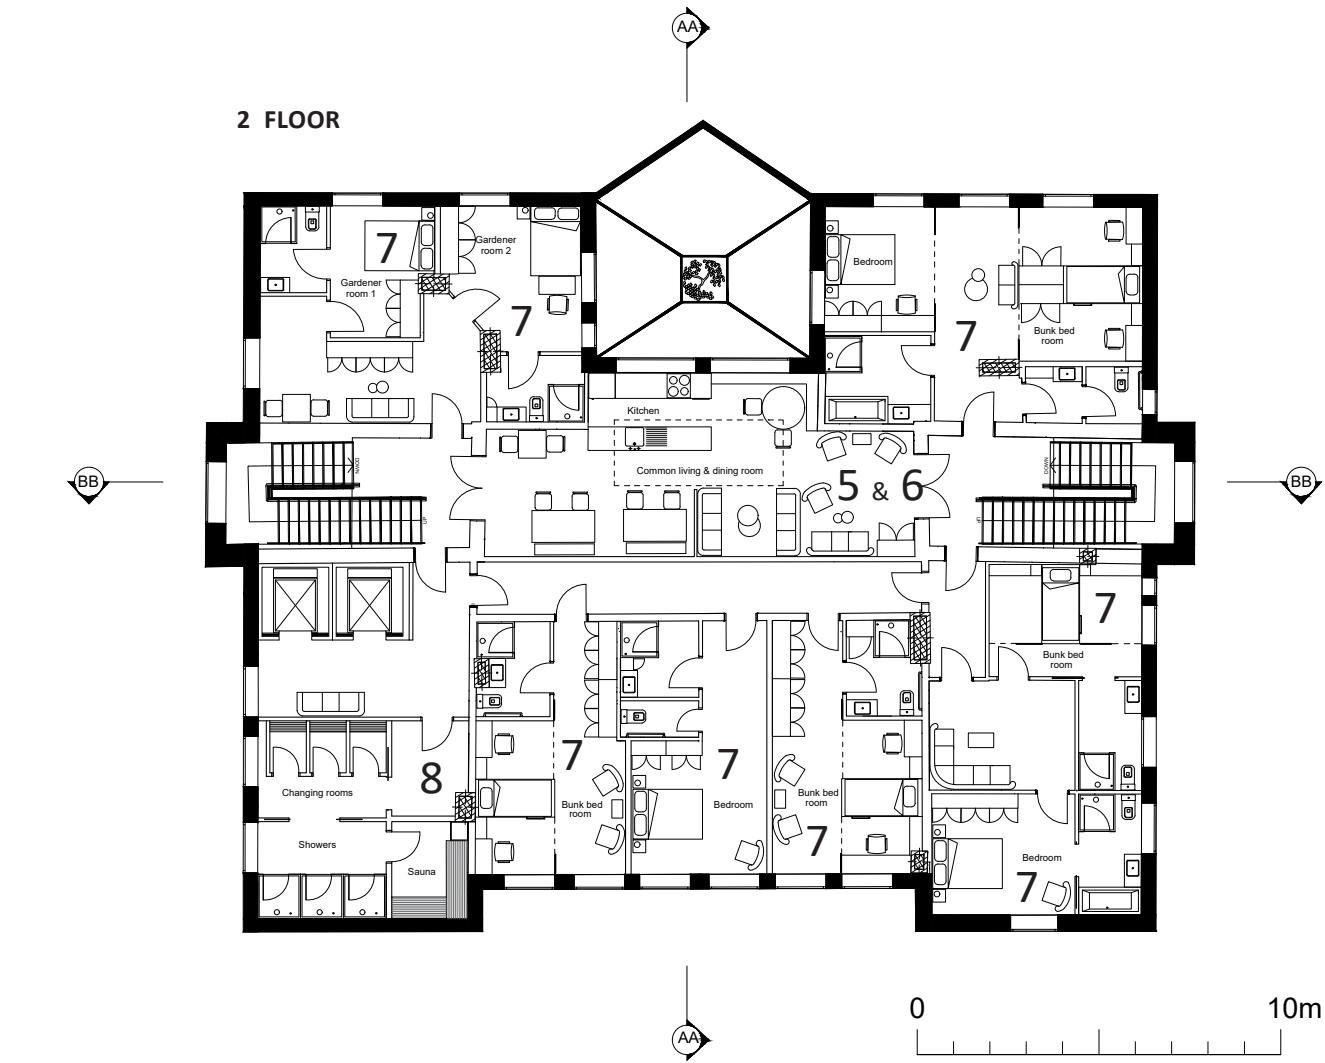 AA
2 FLOOR
7
Gardener
room 1
Gardener
room 2
7
Bedroom
7
Bunk bed
room
Kitchen
Common living & dining room
5 & 6
BB
DOWN
UP
DOWN
UP
BB
7
Bunk bed
room
7
Bunk bed
room
7
Bedroom
Bunk bed
room
7
8
Changing rooms
Showers
Sauna
Bedroom
7
AA
0
10m